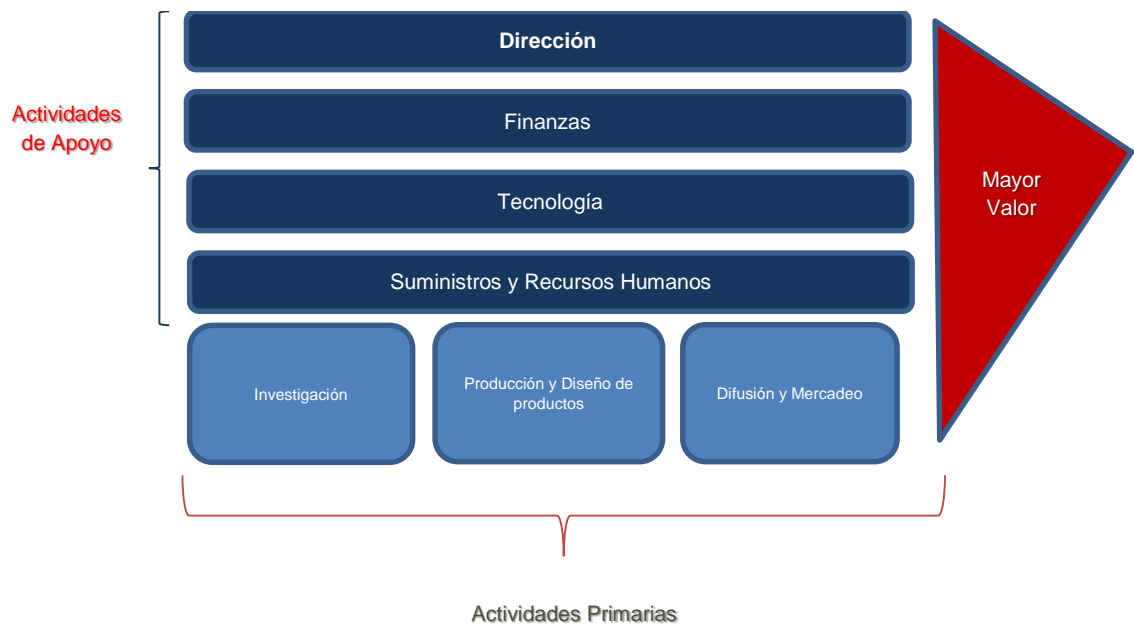 Dirección
Actividades
de Apoyo
Finanzas
Tecnología
Mayor
Valor
Suministros y Recursos Humanos
Investigación
Producción y Diseño de
productos
Difusión y Mercadeo
Actividades Primarias